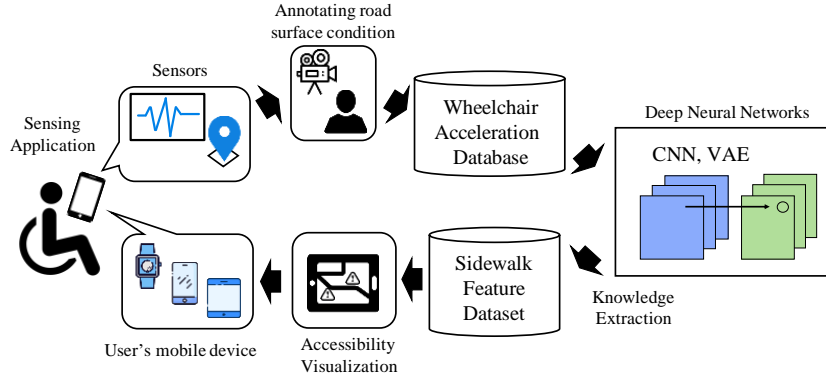 Annotating road
surface condition
Sensors
Sensing
Application
Wheelchair
Acceleration
Database
Deep Neural Networks
CNN, VAE
Knowledge
Extraction
Sidewalk
Feature
Dataset
Accessibility
Visualization
User's mobile device